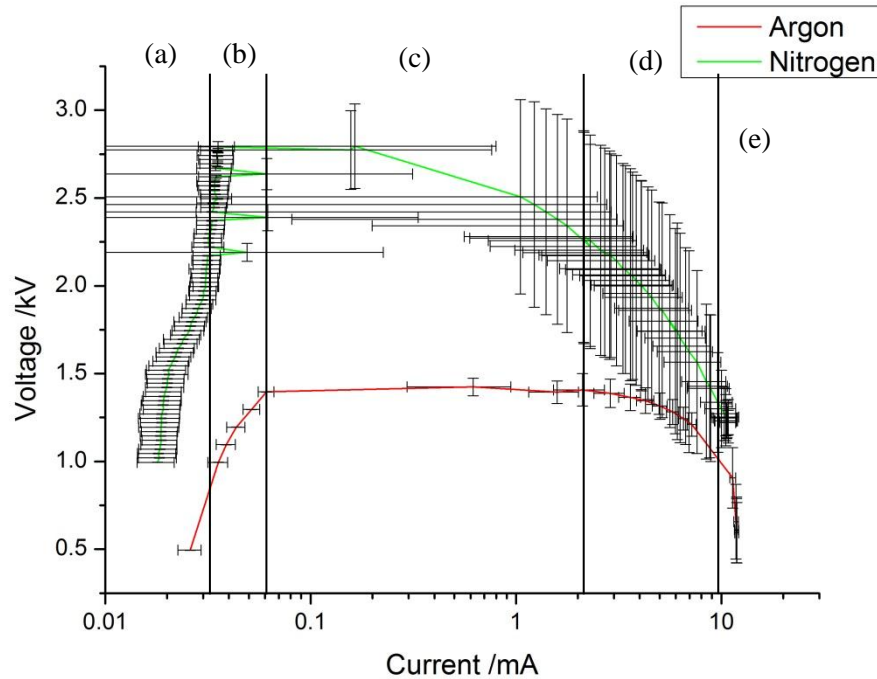 Argon
Nitrogen
(a) (b) (c) (d) (e)
3.0
2.5
2.0
1.5
1.0
0.5
Voltage /kV
0.01 0.1 1 10
Current /mA